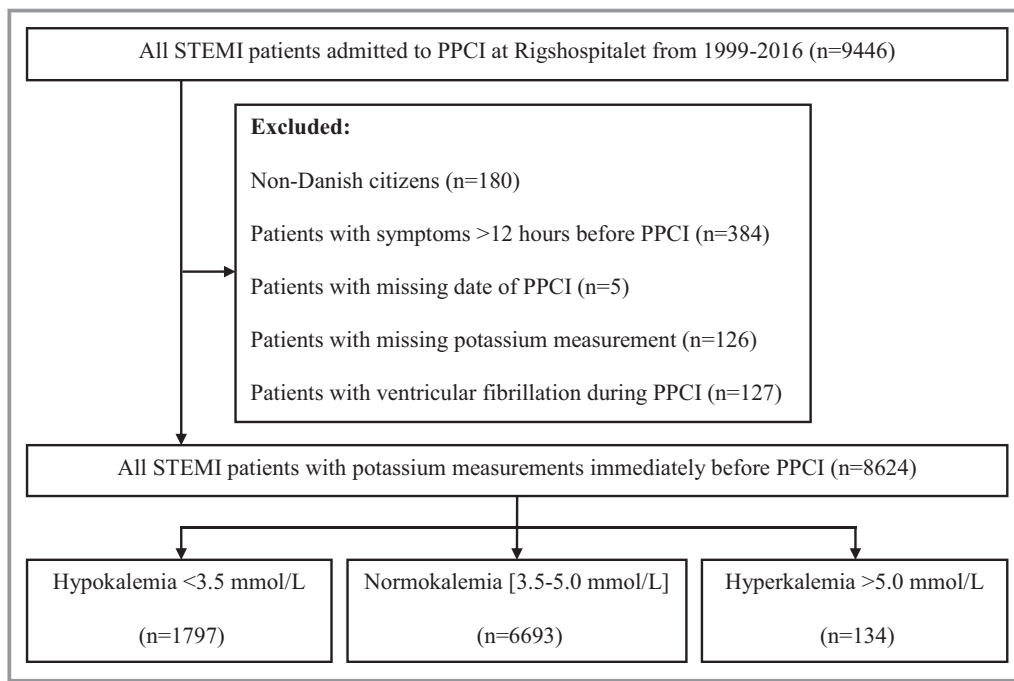 All STEMI patients admitted to PPCI at Rigshospitalet from 1999-2016 (n=9446)
Excluded:
Non-Danish citizens (n=180)
Patients with symptoms >12 hours before PPCI (n=384)
Patients with missing date of PPCI (n=5)
Patients with missing potassium measurement (n=126)
Patients with ventricular fibrillation during PPCI (n=127)
All STEMI patients with potassium measurements immediately before PPCI (n=8624)
Hypokalemia <3.5 mmol/L
(n=1797)
Normokalemia [3.5-5.0 mmol/L]
(n=6693)
Hyperkalemia >5.0 mmol/L
(n=134)